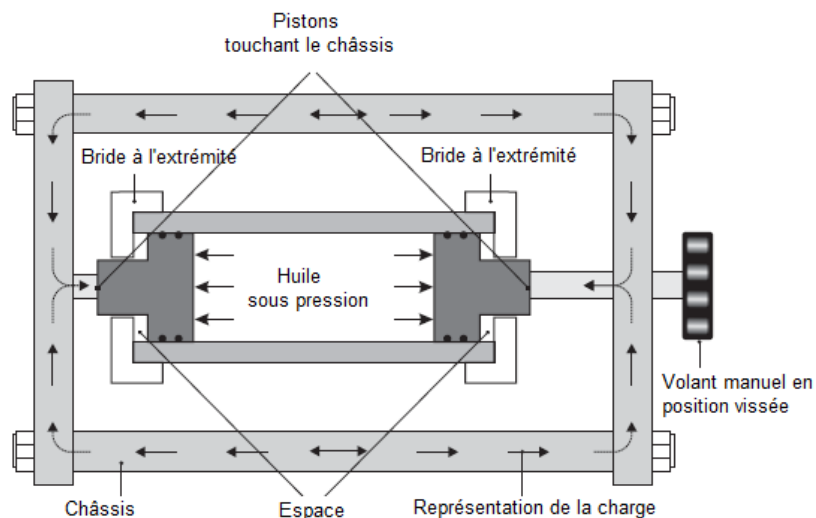 Pistons
touchant le châssis
Bride à l'extrémité
Bride à l'extrémité
Huile
sous pression
Volant manuel en
position vissée
Châssis
Espace
Représentation de la charge